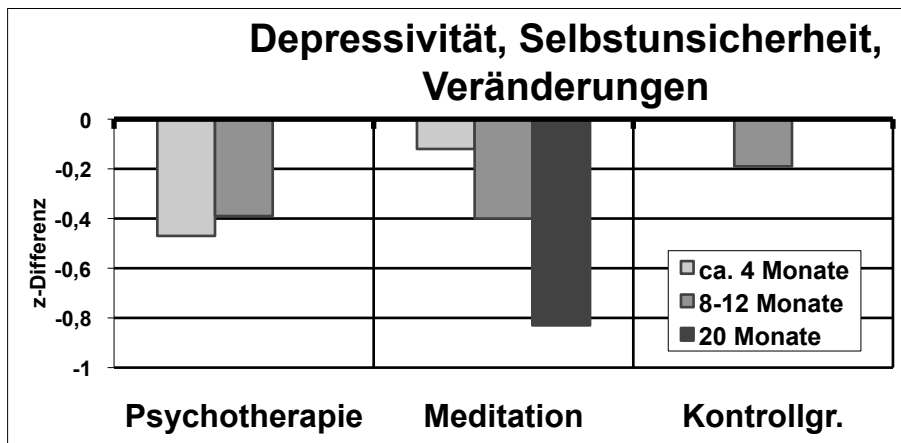 Depressivität, Selbstunsicherheit,
Veränderungen
z-Differenz
0
-0,2
-0,4
-0,6
-0,8
-1
ca. 4 Monate
8-12 Monate
20 Monate
Psychotherapie Meditation Kontrollgr.